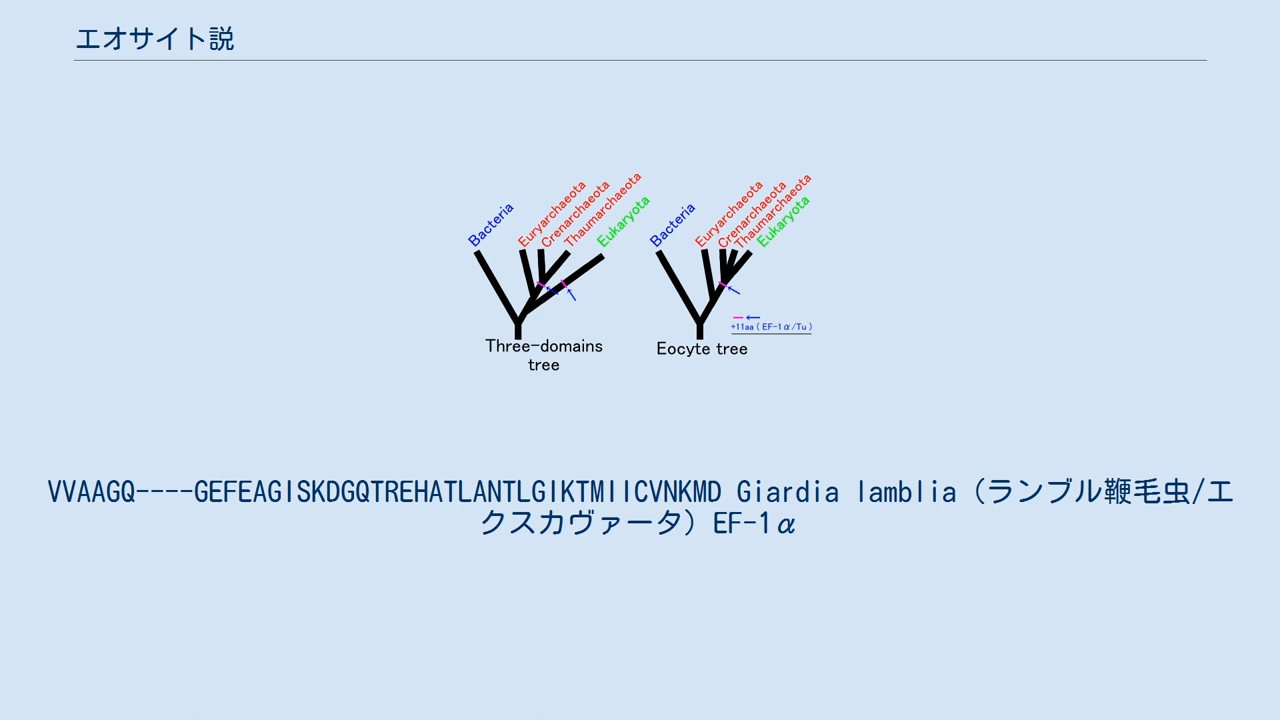 エオサイト説
Bacteria
Euryarchaeota
Crenarchaeota
Thaumarchaeota
Eukaryota
Three-domains
tree
Bacteria
Euryarchaeota
Crenarchaeota
Thaumarchaeota
Eukaryota
+11aa ( EF-1α/Tu )
Eocyte tree
VVAAGQ----GEFEAGISKDGQTREHATLANTLGIKTMIICVNKMD Giardia lamblia（ランブル鞭毛虫/エ
クスカヴァータ）EF-1α